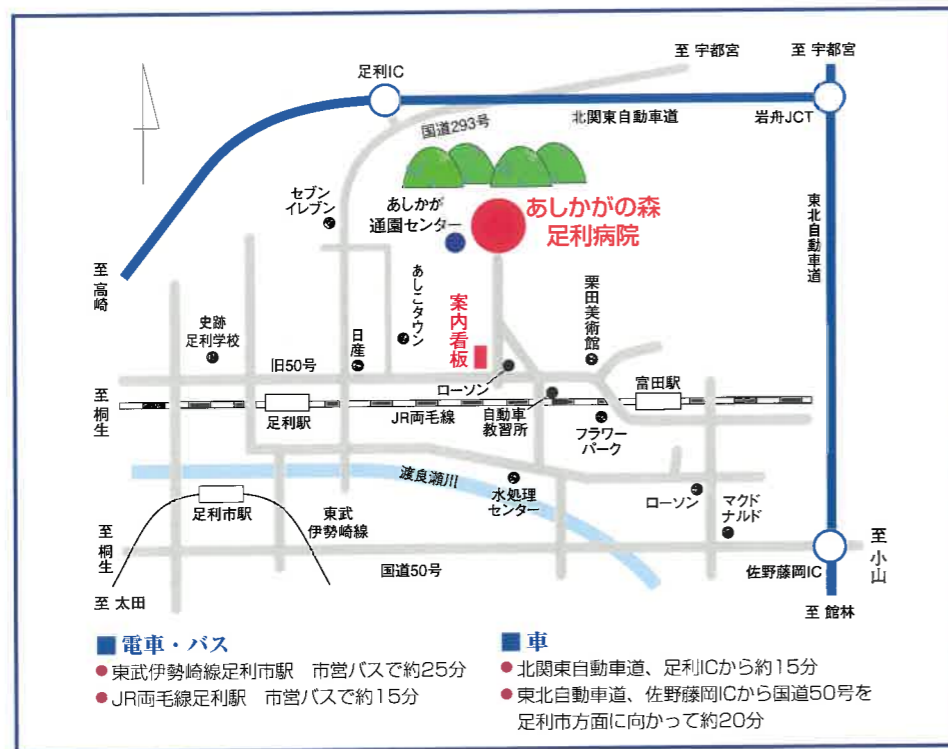 至 宇都宮
至 宇都宮
足利IC
北関東自動車道
岩舟JCT
国道293号
セブン
イレブン
あしかが
通園センター
あしかがの森
足利病院
東北自動車道
至高崎
史跡
足利学校
あしこタウン
案内看板
栗田美術館
日産
旧50号
ローソン
富田駅
至桐生
足利駅
JR両毛線
自動車
教習所
フラワー
パーク
渡良瀬川
水処理
センター
ローソン
マクド
ナルド
足利市駅
東武
伊勢崎線
至桐生
国道50号
佐野藤岡IC
至小山
至 太田
至 館林
■電車・バス
●東武伊勢崎線足利市駅　市営バスで約25分
●JR両毛線足利駅　市営バスで約15分
■車
●北関東自動車道、足利ICから約15分
●東北自動車道、佐野藤岡ICから国道50号を
足利市方面に向かって約20分